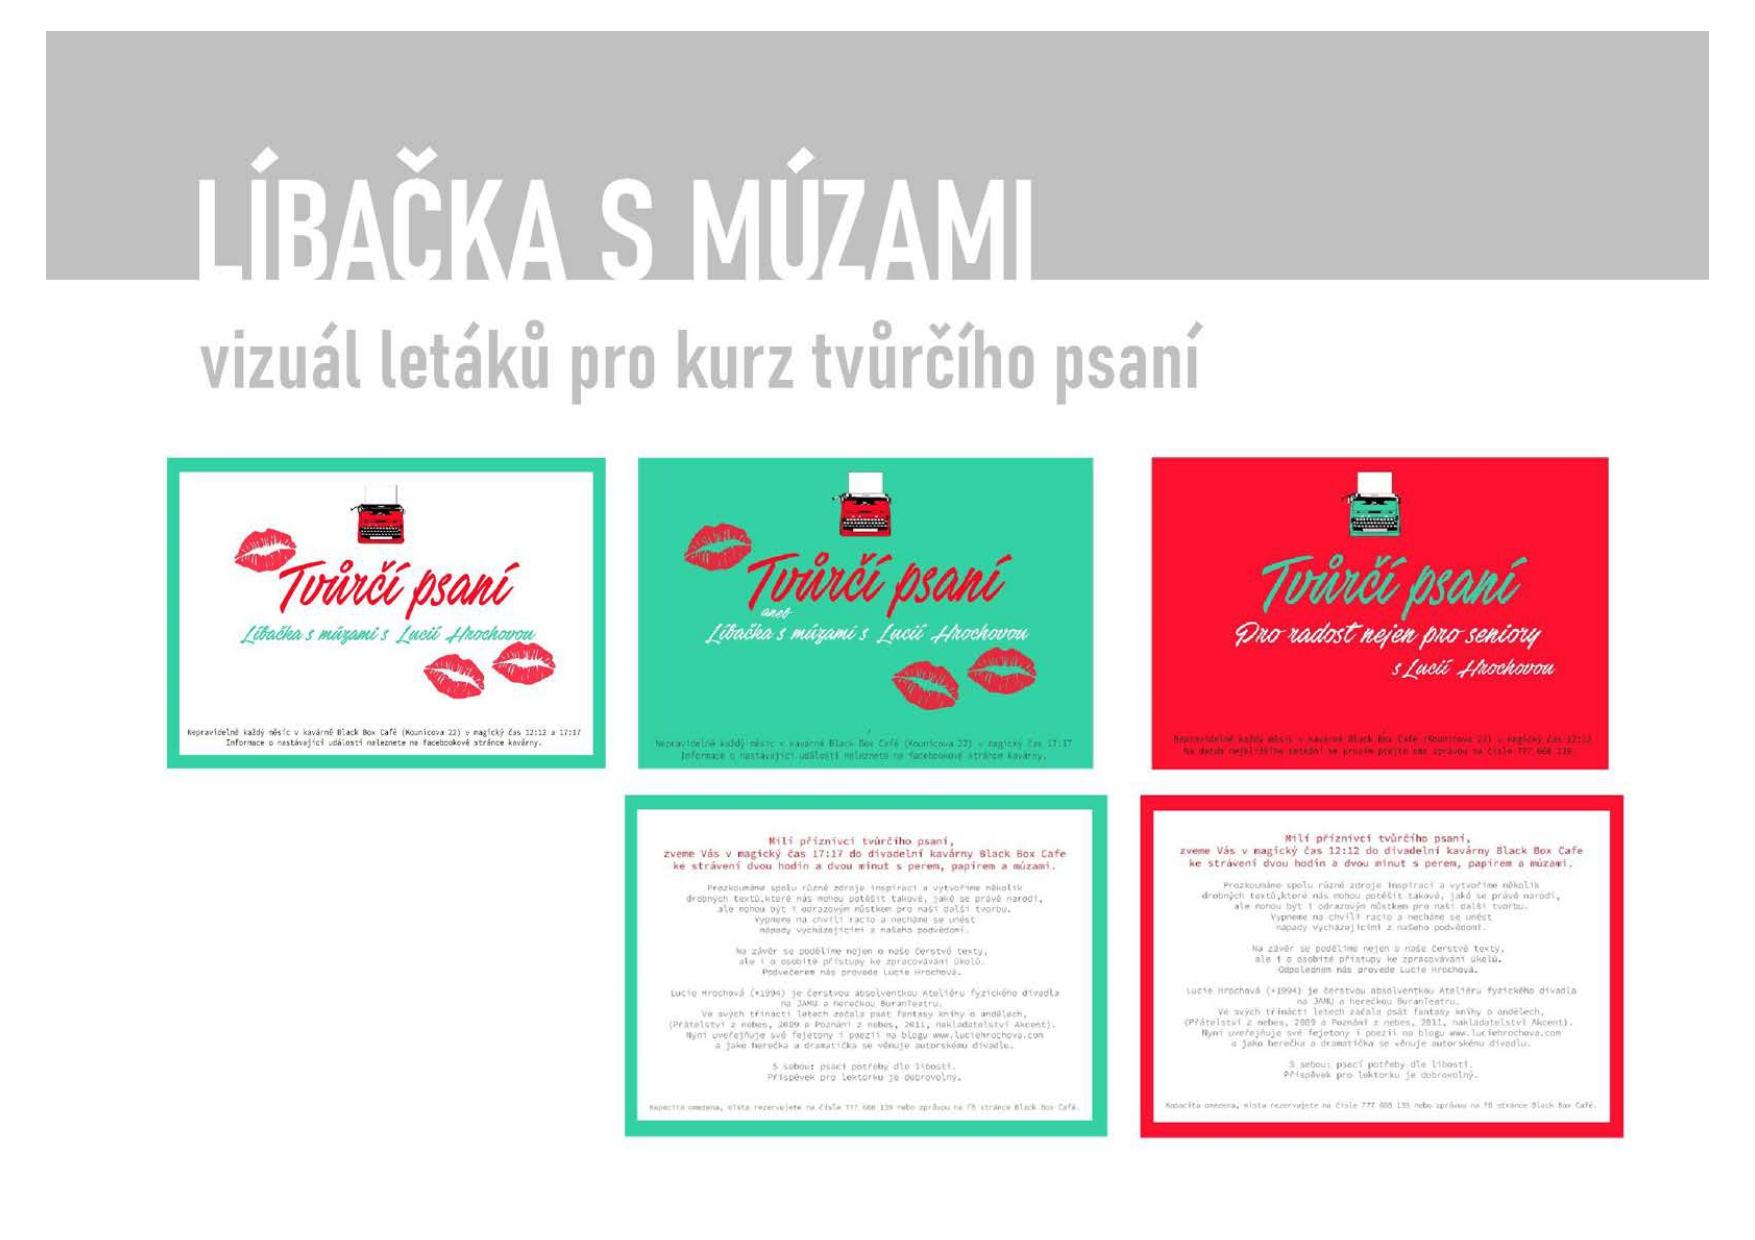 LÍBAČKA S MÚZAMI
vizuál letáků pro kurz tvůrčího psaní
Tvůrčí psaní
Líbačka s múzami s Lucií Hrochovou
Nepravidelně každý měsíc v kavárně Black Box Café (Kounicova 22) v magický čas 12:12 a 17:17
Informace o nastávající události naleznete na facebookové stránce kavárny.
Tvůrčí psaní
aneb
Líbačka s múzami s Lucií Hrochovou
Nepravidelně každý měsíc v kavárně Black Box Café (Kounicova 22) v magický čas 17:17
Informace o nastávající události naleznete na facebookové stránce kavárny.
Tvůrčí psaní
Pro radost nejen pro seniory
s Lucií Hrochovou
Nepravidelně každý měsíc v kavárně Black Box Café (Kounicova 22) v magický čas 12:12
Na datum nejbližšího setkání se prosím ptejte sms zprávou na čísle 777 668 139
Milí příznivci tvůrčího psaní,
zveme Vás v magický čas 17:17 do divadelní kavárny Black Box Cafe
ke strávení dvou hodin a dvou minut s perem, papírem a múzami.
Prozkoumáme spolu různé zdroje inspirací a vytvoříme několik
drobných textů,které nás mohou potěšit takové, jaké se právě narodí,
ale mohou být i odrazovým můstkem pro naši další tvorbu.
Vypneme na chvíli racio a necháme se unést
nápady vycházejícími z našeho podvědomí.
Na závěr se podělíme nejen o naše čerstvé texty,
ale i o osobité přístupy ke zpracovávání úkolů.
Podvečerem nás provede Lucie Hrochová.
Lucie Hrochová (*1994) je čerstvou absolventkou Ateliéru fyzického divadla
na JAMU a herečkou BuranTeatru.
Ve svých třinácti letech začala psát fantasy knihy o andělech,
(Přátelství z nebes, 2009 a Poznání z nebes, 2011, nakladatelství Akcent).
Nyní uveřejňuje své fejetony i poezii na blogu www.luciehrochova.com
a jako herečka a dramatička se věnuje autorskému divadlu.
S sebou: psací potřeby dle libosti.
Příspěvek pro lektorku je dobrovolný.
Kapacita omezena, místa rezervujete na čísle 777 668 139 nebo zprávou na FB stránce Black Box Café.
Milí příznivci tvůrčího psaní,
zveme Vás v magický čas 12:12 do divadelní kavárny Black Box Cafe
ke strávení dvou hodin a dvou minut s perem, papírem a múzami.
Prozkoumáme spolu různé zdroje inspirací a vytvoříme několik
drobných textů,které nás mohou potěšit takové, jaké se právě narodí,
ale mohou být i odrazovým můstkem pro naši další tvorbu.
Vypneme na chvíli racio a necháme se unést
nápady vycházejícími z našeho podvědomí.
Na závěr se podělíme nejen o naše čerstvé texty,
ale i o osobité přístupy ke zpracovávání úkolů.
Odpolednem nás provede Lucie Hrochová.
Lucie Hrochová (*1994) je čerstvou absolventkou Ateliéru fyzického divadla
na JAMU a herečkou BuranTeatru.
Ve svých třinácti letech začala psát fantasy knihy o andělech,
(Přátelství z nebes, 2009 a Poznání z nebes, 2011, nakladatelství Akcent).
Nyní uveřejňuje své fejetony i poezii na blogu www.luciehrochova.com
a jako herečka a dramatička se věnuje autorskému divadlu.
S sebou: psací potřeby dle libosti.
Příspěvek pro lektorku je dobrovolný.
Kapacita omezena, místa rezervujete na čísle 777 668 139 nebo zprávou na FB stránce Black Box Café.